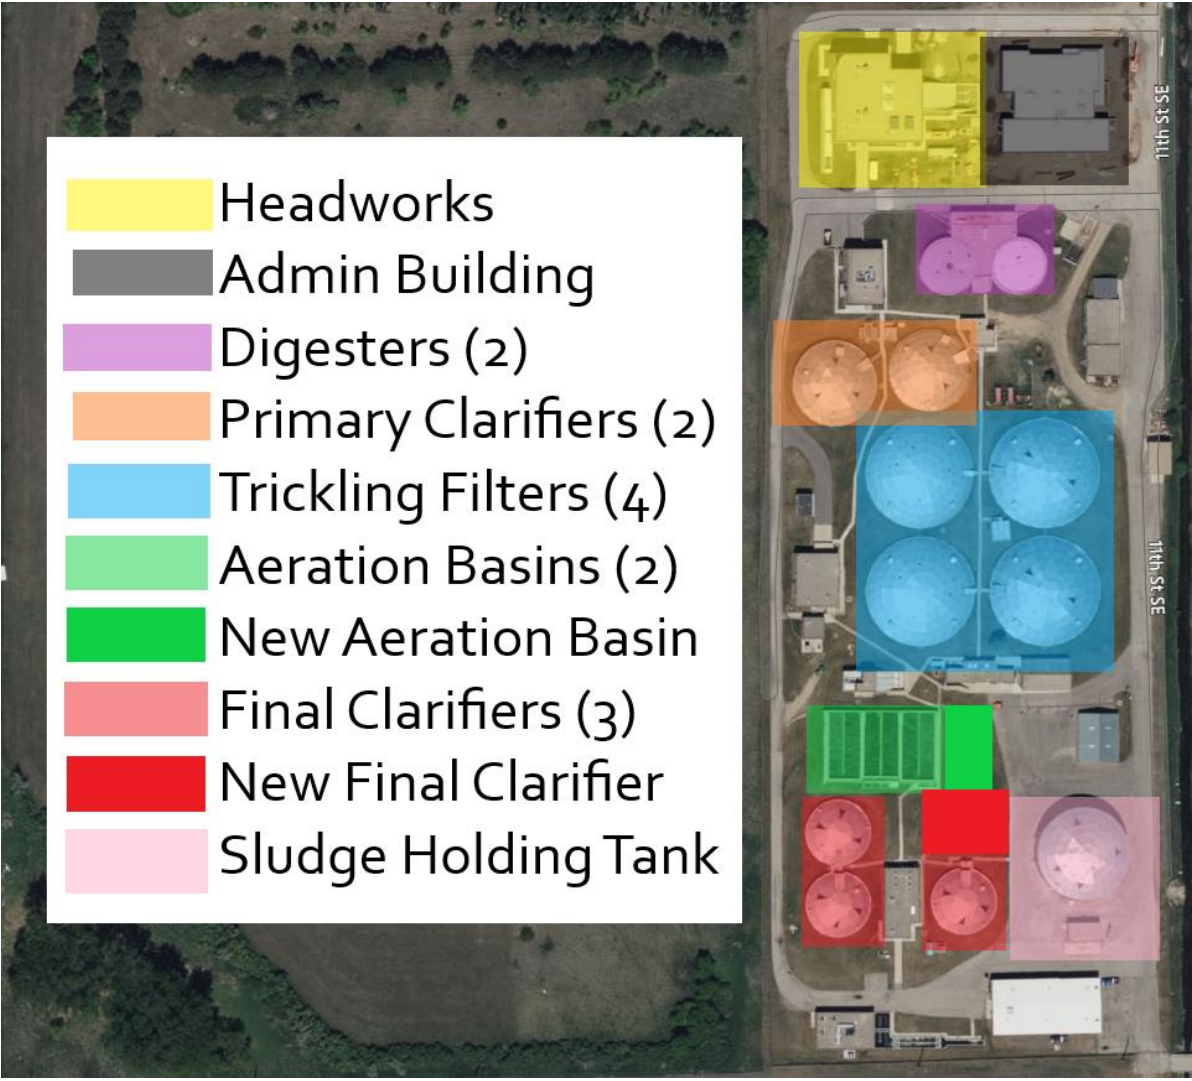 Headworks
Admin Building
Digesters (2)
Primary Clarifiers (2)
Trickling Filters (4)
Aeration Basins (2)
New Aeration Basin
Final Clarifiers (3)
New Final Clarifier
Sludge Holding Tank
11th St SE
11th St SE